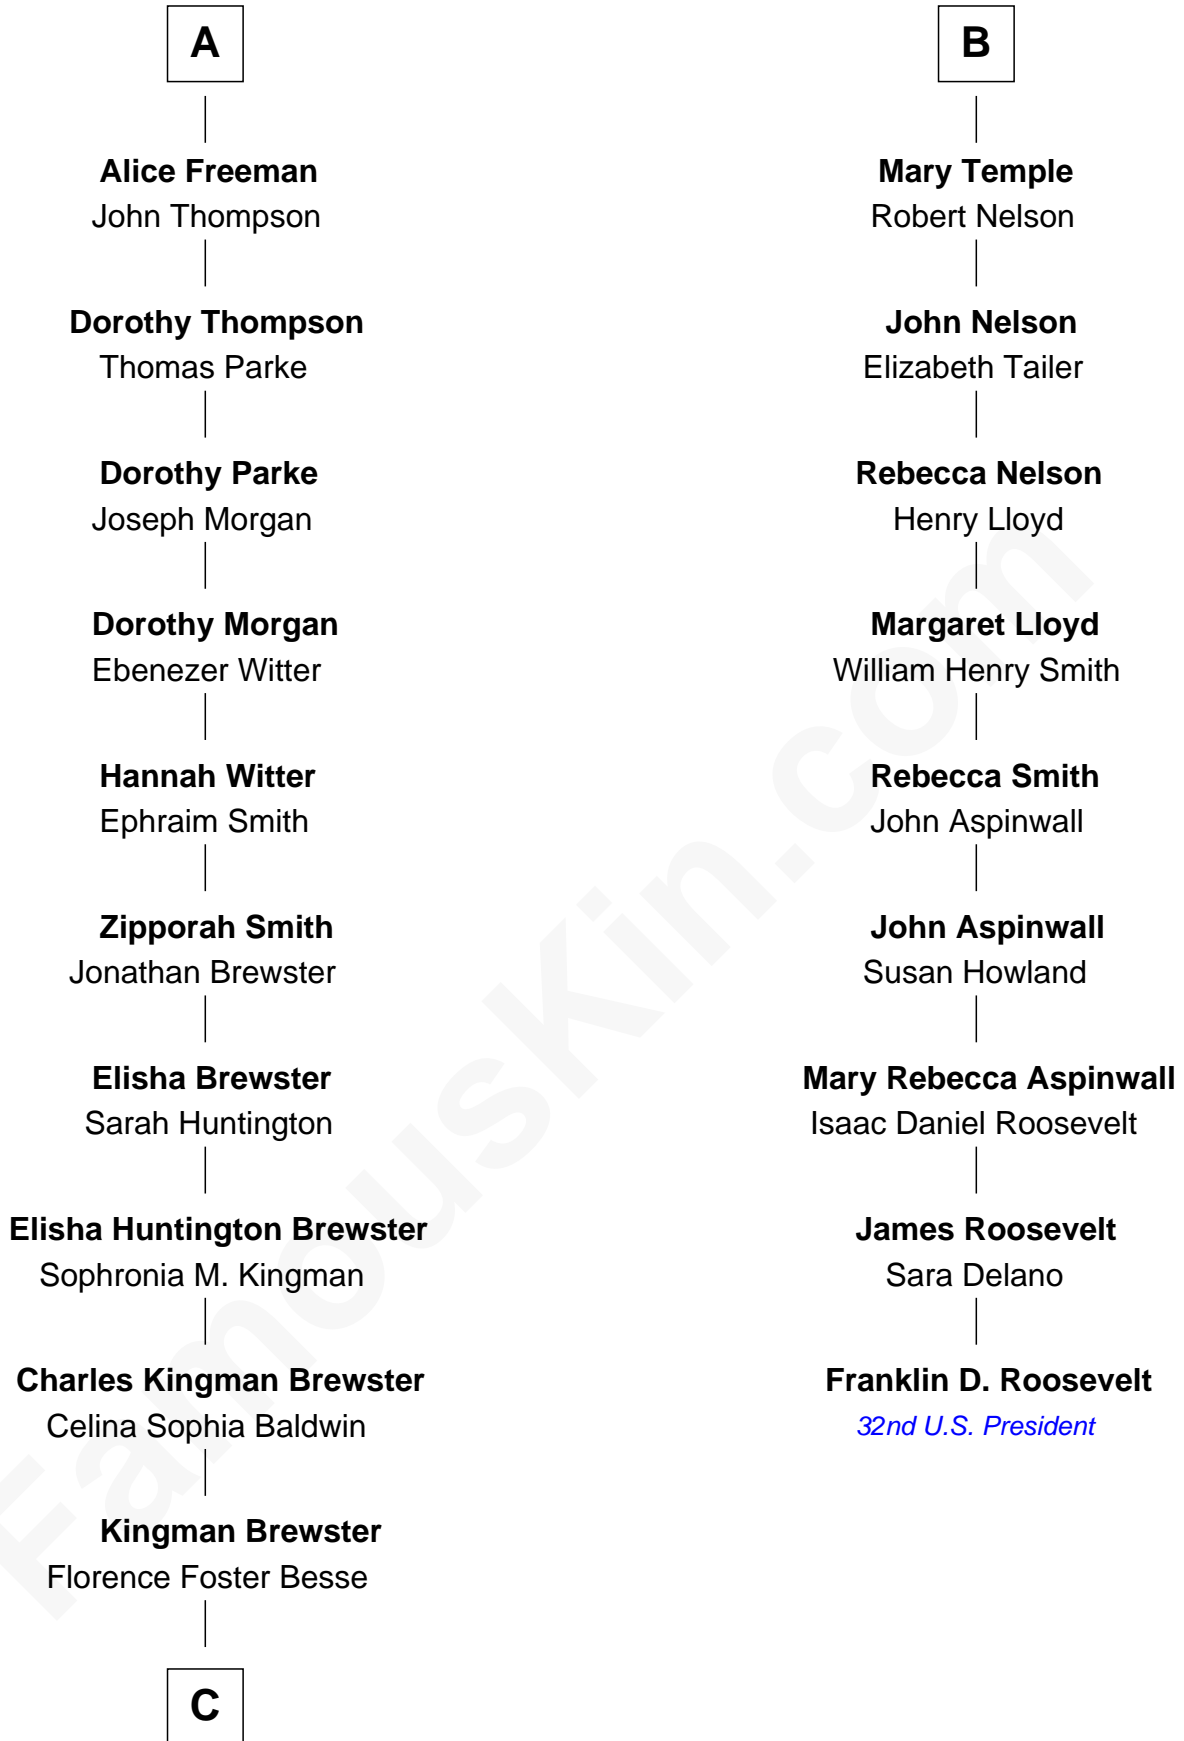 A
Alice Freeman
John Thompson
Dorothy Thompson
Thomas Parke
Dorothy Parke
Joseph Morgan
Dorothy Morgan
Ebenezer Witter
Hannah Witter
Ephraim Smith
Zipporah Smith
Jonathan Brewster
Elisha Brewster
Sarah Huntington
Elisha Huntington Brewster
Sophronia M. Kingman
Charles Kingman Brewster
Celina Sophia Baldwin
Kingman Brewster
Florence Foster Besse
C
B
Mary Temple
Robert Nelson
John Nelson
Elizabeth Tailer
Rebecca Nelson
Henry Lloyd
Margaret Lloyd
William Henry Smith
Rebecca Smith
John Aspinwall
John Aspinwall
Susan Howland
Mary Rebecca Aspinwall
Isaac Daniel Roosevelt
James Roosevelt
Sara Delano
Franklin D. Roosevelt
32nd U.S. President
FamousKin.com